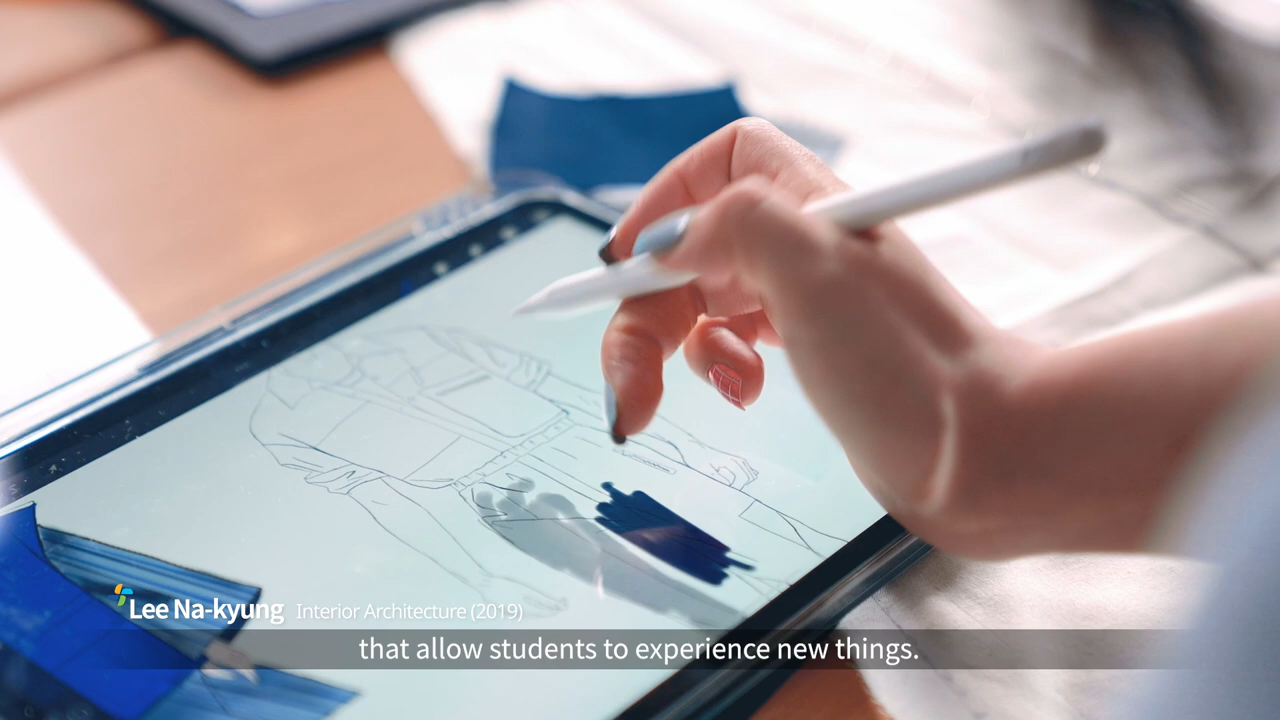 Lee Na-kyung Interior Architecture (2019)
that allow students to experience new things.